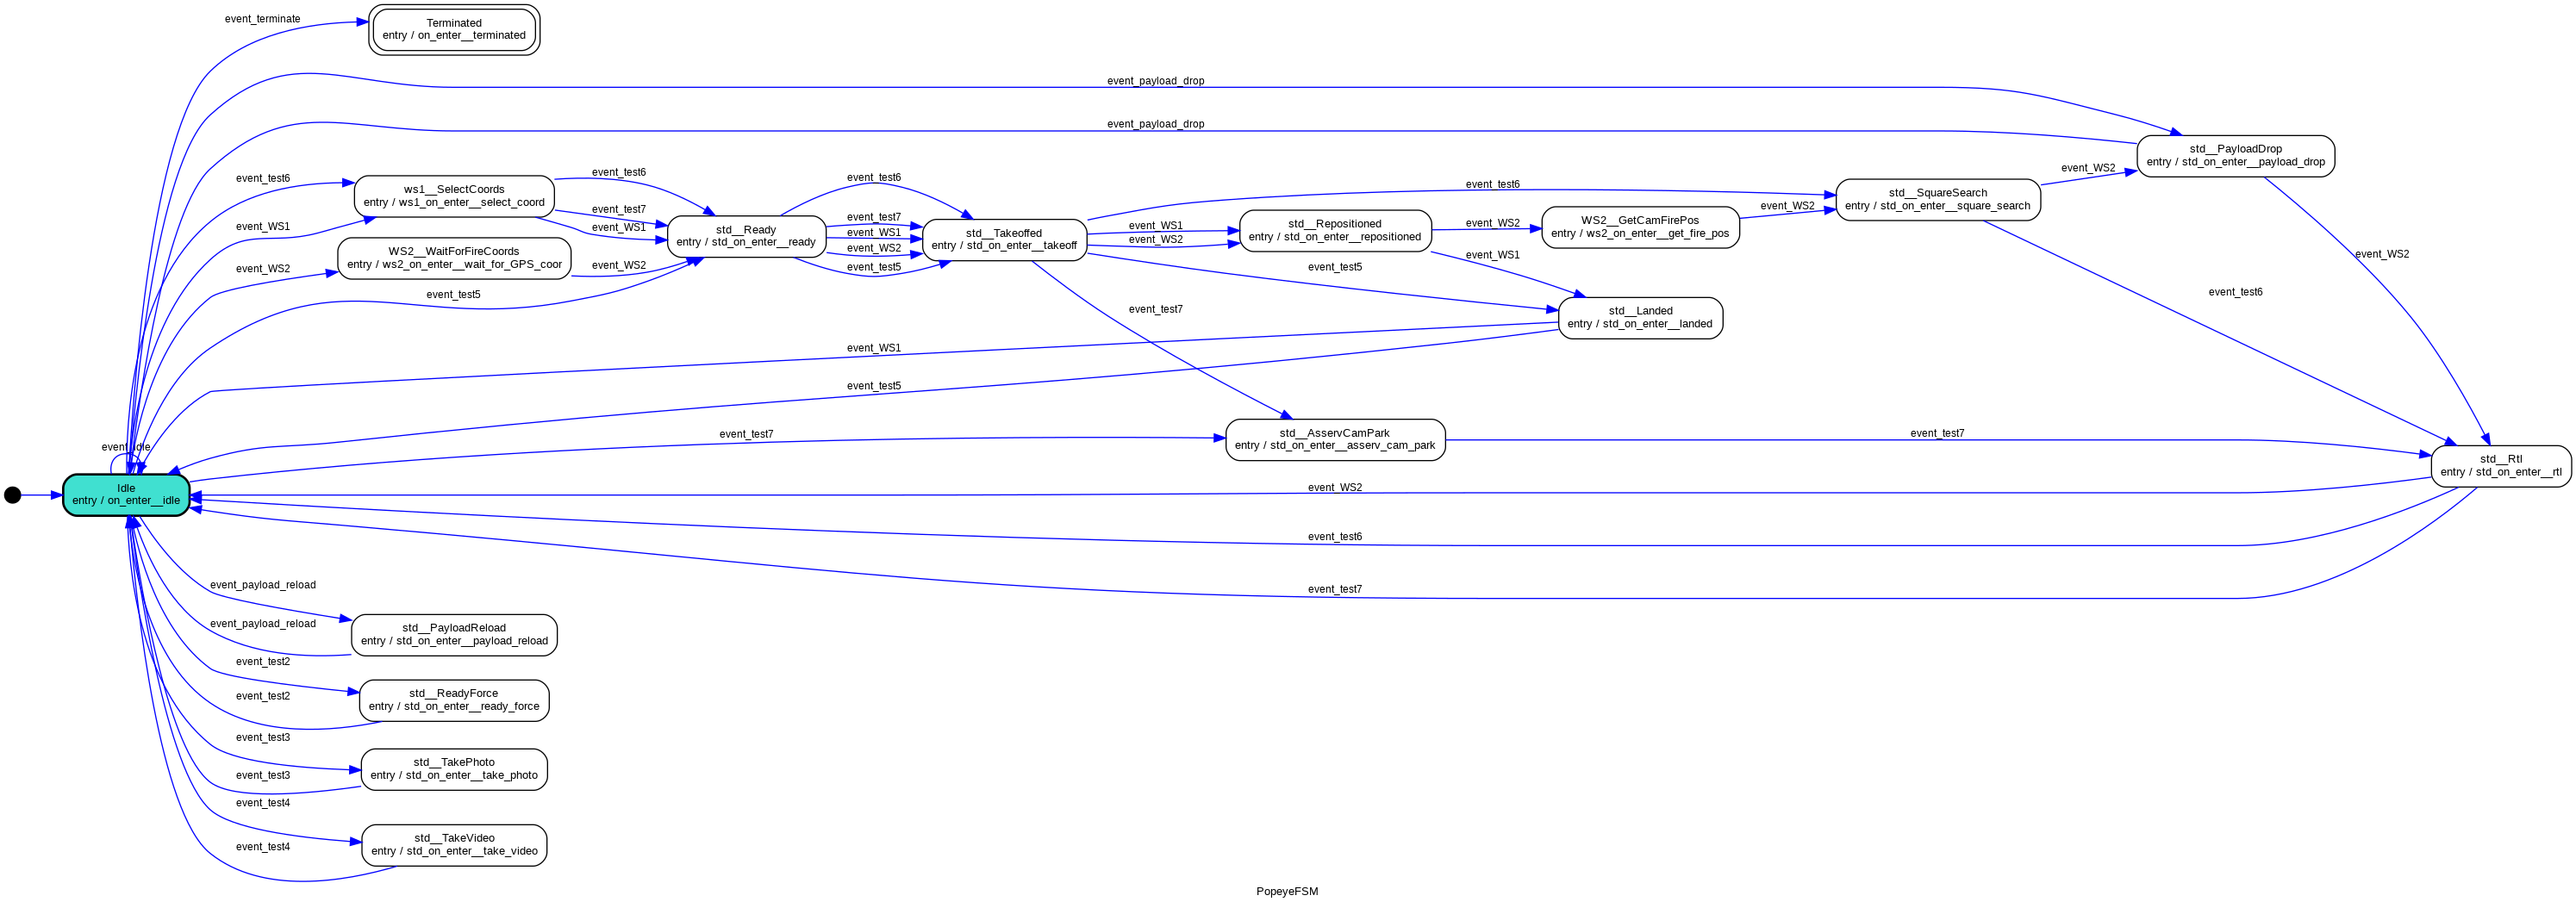 event_terminate
Terminated
entry / on_enter__terminated
event_payload_drop
event_payload_drop
std__PayloadDrop
entry / std_on_enter__payload_drop
event_test6
ws1__SelectCoords
entry / ws1_on_enter__select_coord
event_WS1
WS2__WaitForFireCoords
entry / ws2_on_enter__wait_for_GPS_coor
event_WS2
event_test5
event_test6
event_test7
event_WS1
event_WS2
std__Ready
entry / std_on_enter__ready
event_test6
event_test7
event_WS1
event_WS2
event_test5
std__Takeoffed
entry / std_on_enter__takeoff
event_test6
event_WS1
event_WS2
event_test5
event_test7
std__Repositioned
entry / std_on_enter__repositioned
event_WS2
event_WS1
WS2__GetCamFirePos
entry / ws2_on_enter__get_fire_pos
event_WS2
std__SquareSearch
entry / std_on_enter__square_search
event_WS2
event_WS2
event_test6
std__Landed
entry / std_on_enter__landed
event_WS1
event_test5
event_test7
std__AsservCamPark
entry / std_on_enter__asserv_cam_park
event_test7
std__Rtl
entry / std_on_enter__rtl
event_idle
Idle
entry / on_enter__idle
event_WS2
event_test6
event_test7
event_payload_reload
event_payload_reload
std__PayloadReload
entry / std_on_enter__payload_reload
event_test2
event_test2
std__ReadyForce
entry / std_on_enter__ready_force
event_test3
event_test3
std__TakePhoto
entry / std_on_enter__take_photo
event_test4
event_test4
std__TakeVideo
entry / std_on_enter__take_video
PopeyeFSM